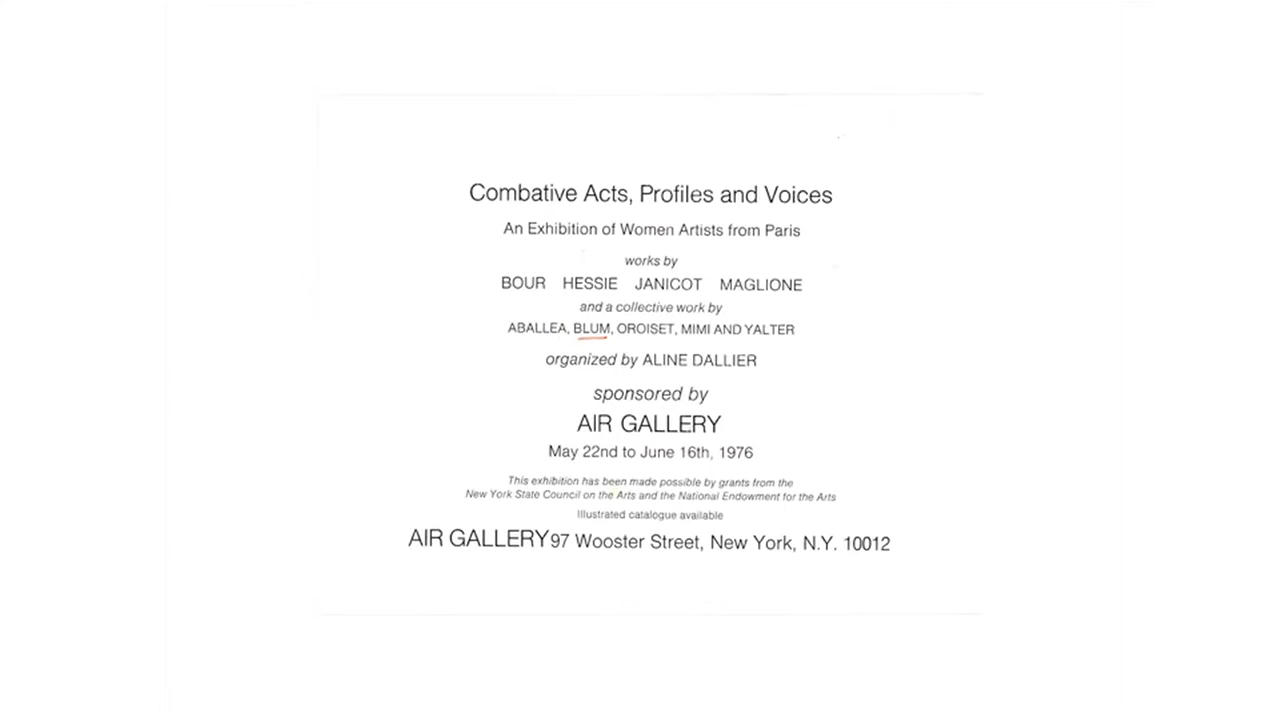 Combative Acts, Profiles and Voices
An Exhibition of Women Artists from Paris
works by
BOUR HESSIE JANICOT MAGLIONE
and a collective work by
ABALLEA, BLUM, OROISET, MIMI AND YALTER
organized by ALINE DALLIER
sponsored by
AIR GALLERY
May 22nd to June 16th, 1976
This exhibition has been made possible by grants from the
New York State Council on the Arts and the National Endowment for the Arts
Illustrated catalogue available
AIR GALLERY 97 Wooster Street, New York, N.Y. 10012